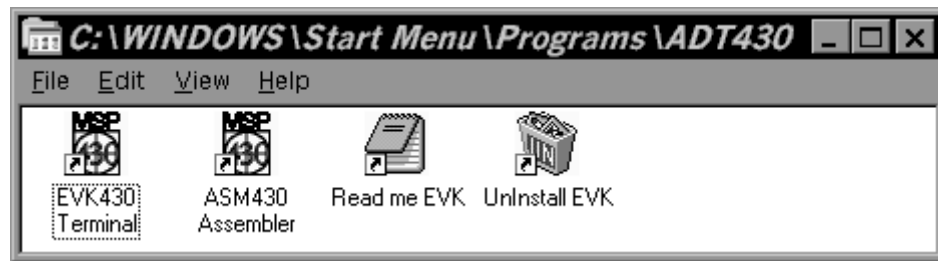 C:\WINDOWS\Start Menu\Programs\ADT430
File Edit View Help
MSP MSP
430 430
EVK430 ASM430 Read me EVK UnInstall EVK
Terminal Assembler